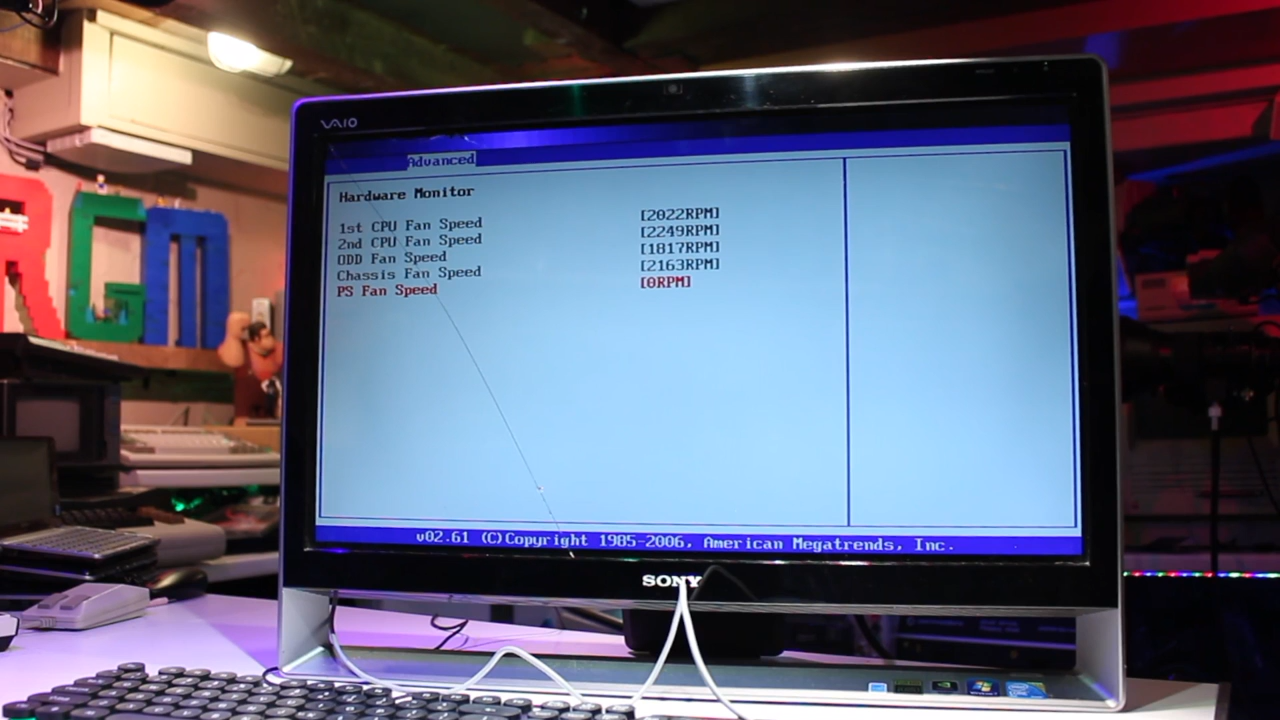 RGM
VAIO
Advanced
Hardware Monitor
1st CPU Fan Speed [2022RPM]
2nd CPU Fan Speed [2249RPM]
ODD Fan Speed [1817RPM]
Chassis Fan Speed [2163RPM]
PS Fan Speed [0RPM]
v02.61 (C)Copyright 1985-2006, American Megatrends, Inc.
SONY